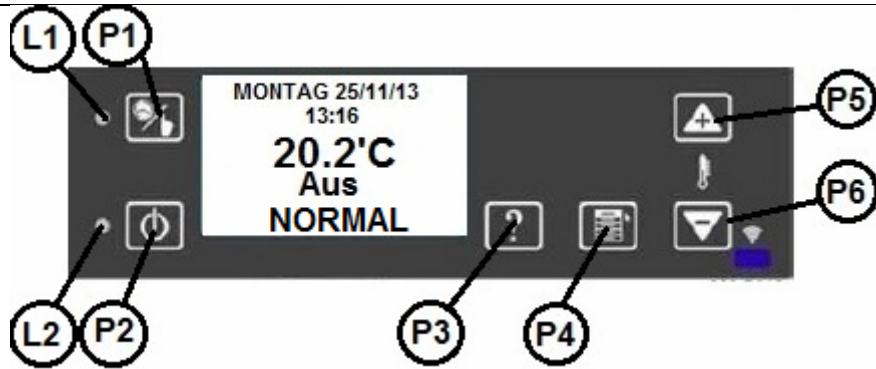 L1 P1
MONTAG 25/11/13
13:16
20.2'C
Aus
NORMAL
P5
P6
?
L2 P2 P3 P4